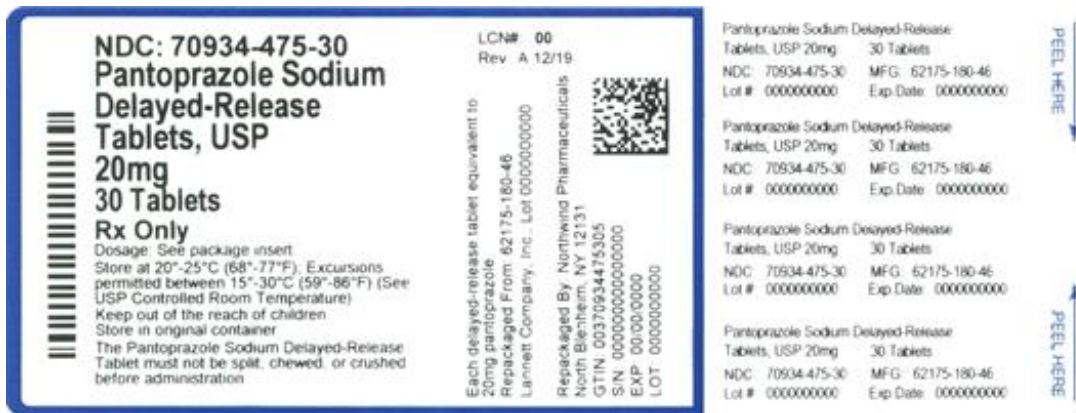 NDC: 70934-475-30
Pantoprazole Sodium
Delayed-Release
Tablets, USP
20mg
30 Tablets
Rx Only
Dosage: See package insert
Store at 20°-25°C (68°-77°F); Excursions
permitted between 15°-30°C (59°-86°F) (See
USP Controlled Room Temperature)
Keep out of the reach of children
Store in original container
The Pantoprazole Sodium Delayed-Release
Tablet must not be split, chewed, or crushed
before administration
LCN# 00
Rev A 12/19
Each delayed-release tablet equivalent to
20mg pantoprazole
Repackaged From: 62175-180-46
Lannett Company, Inc., Lot 0000000000
Repackaged By: Northwind Pharmaceuticals
North Blenheim, NY 12131
GTIN 00370934475305
S/N 00000000000000
EXP 00/00/0000
LOT 0000000000
Pantoprazole Sodium Delayed-Release
Tablets, USP 20mg 30 Tablets
NDC: 70934-475-30 MFG: 62175-180-46
Lot # 0000000000 Exp.Date: 0000000000
Pantoprazole Sodium Delayed-Release
Tablets, USP 20mg 30 Tablets
NDC: 70934-475-30 MFG: 62175-180-46
Lot # 0000000000 Exp.Date: 0000000000
Pantoprazole Sodium Delayed-Release
Tablets, USP 20mg 30 Tablets
NDC: 70934-475-30 MFG: 62175-180-46
Lot # 0000000000 Exp.Date: 0000000000
Pantoprazole Sodium Delayed-Release
Tablets, USP 20mg 30 Tablets
NDC: 70934-475-30 MFG: 62175-180-46
Lot # 0000000000 Exp.Date: 0000000000
PEEL HERE
PEEL HERE